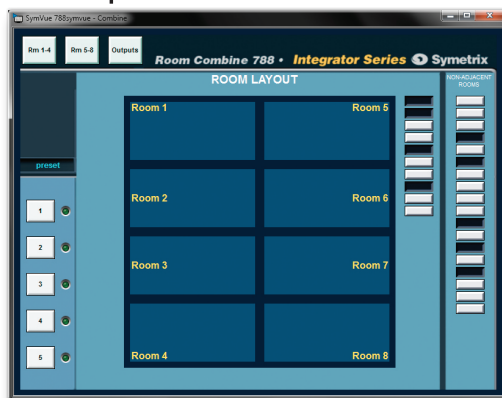 SymVue 788symvue - Combine
Rm 1-4
Rm 5-8
Outputs
Room Combine 788 • Integrator Series Symetrix
ROOM LAYOUT
NON-ADJACENT
ROOMS
Room 1
Room 5
preset
Room 2
Room 6
1
2
Room 3
Room 7
3
4
Room 4
Room 8
5